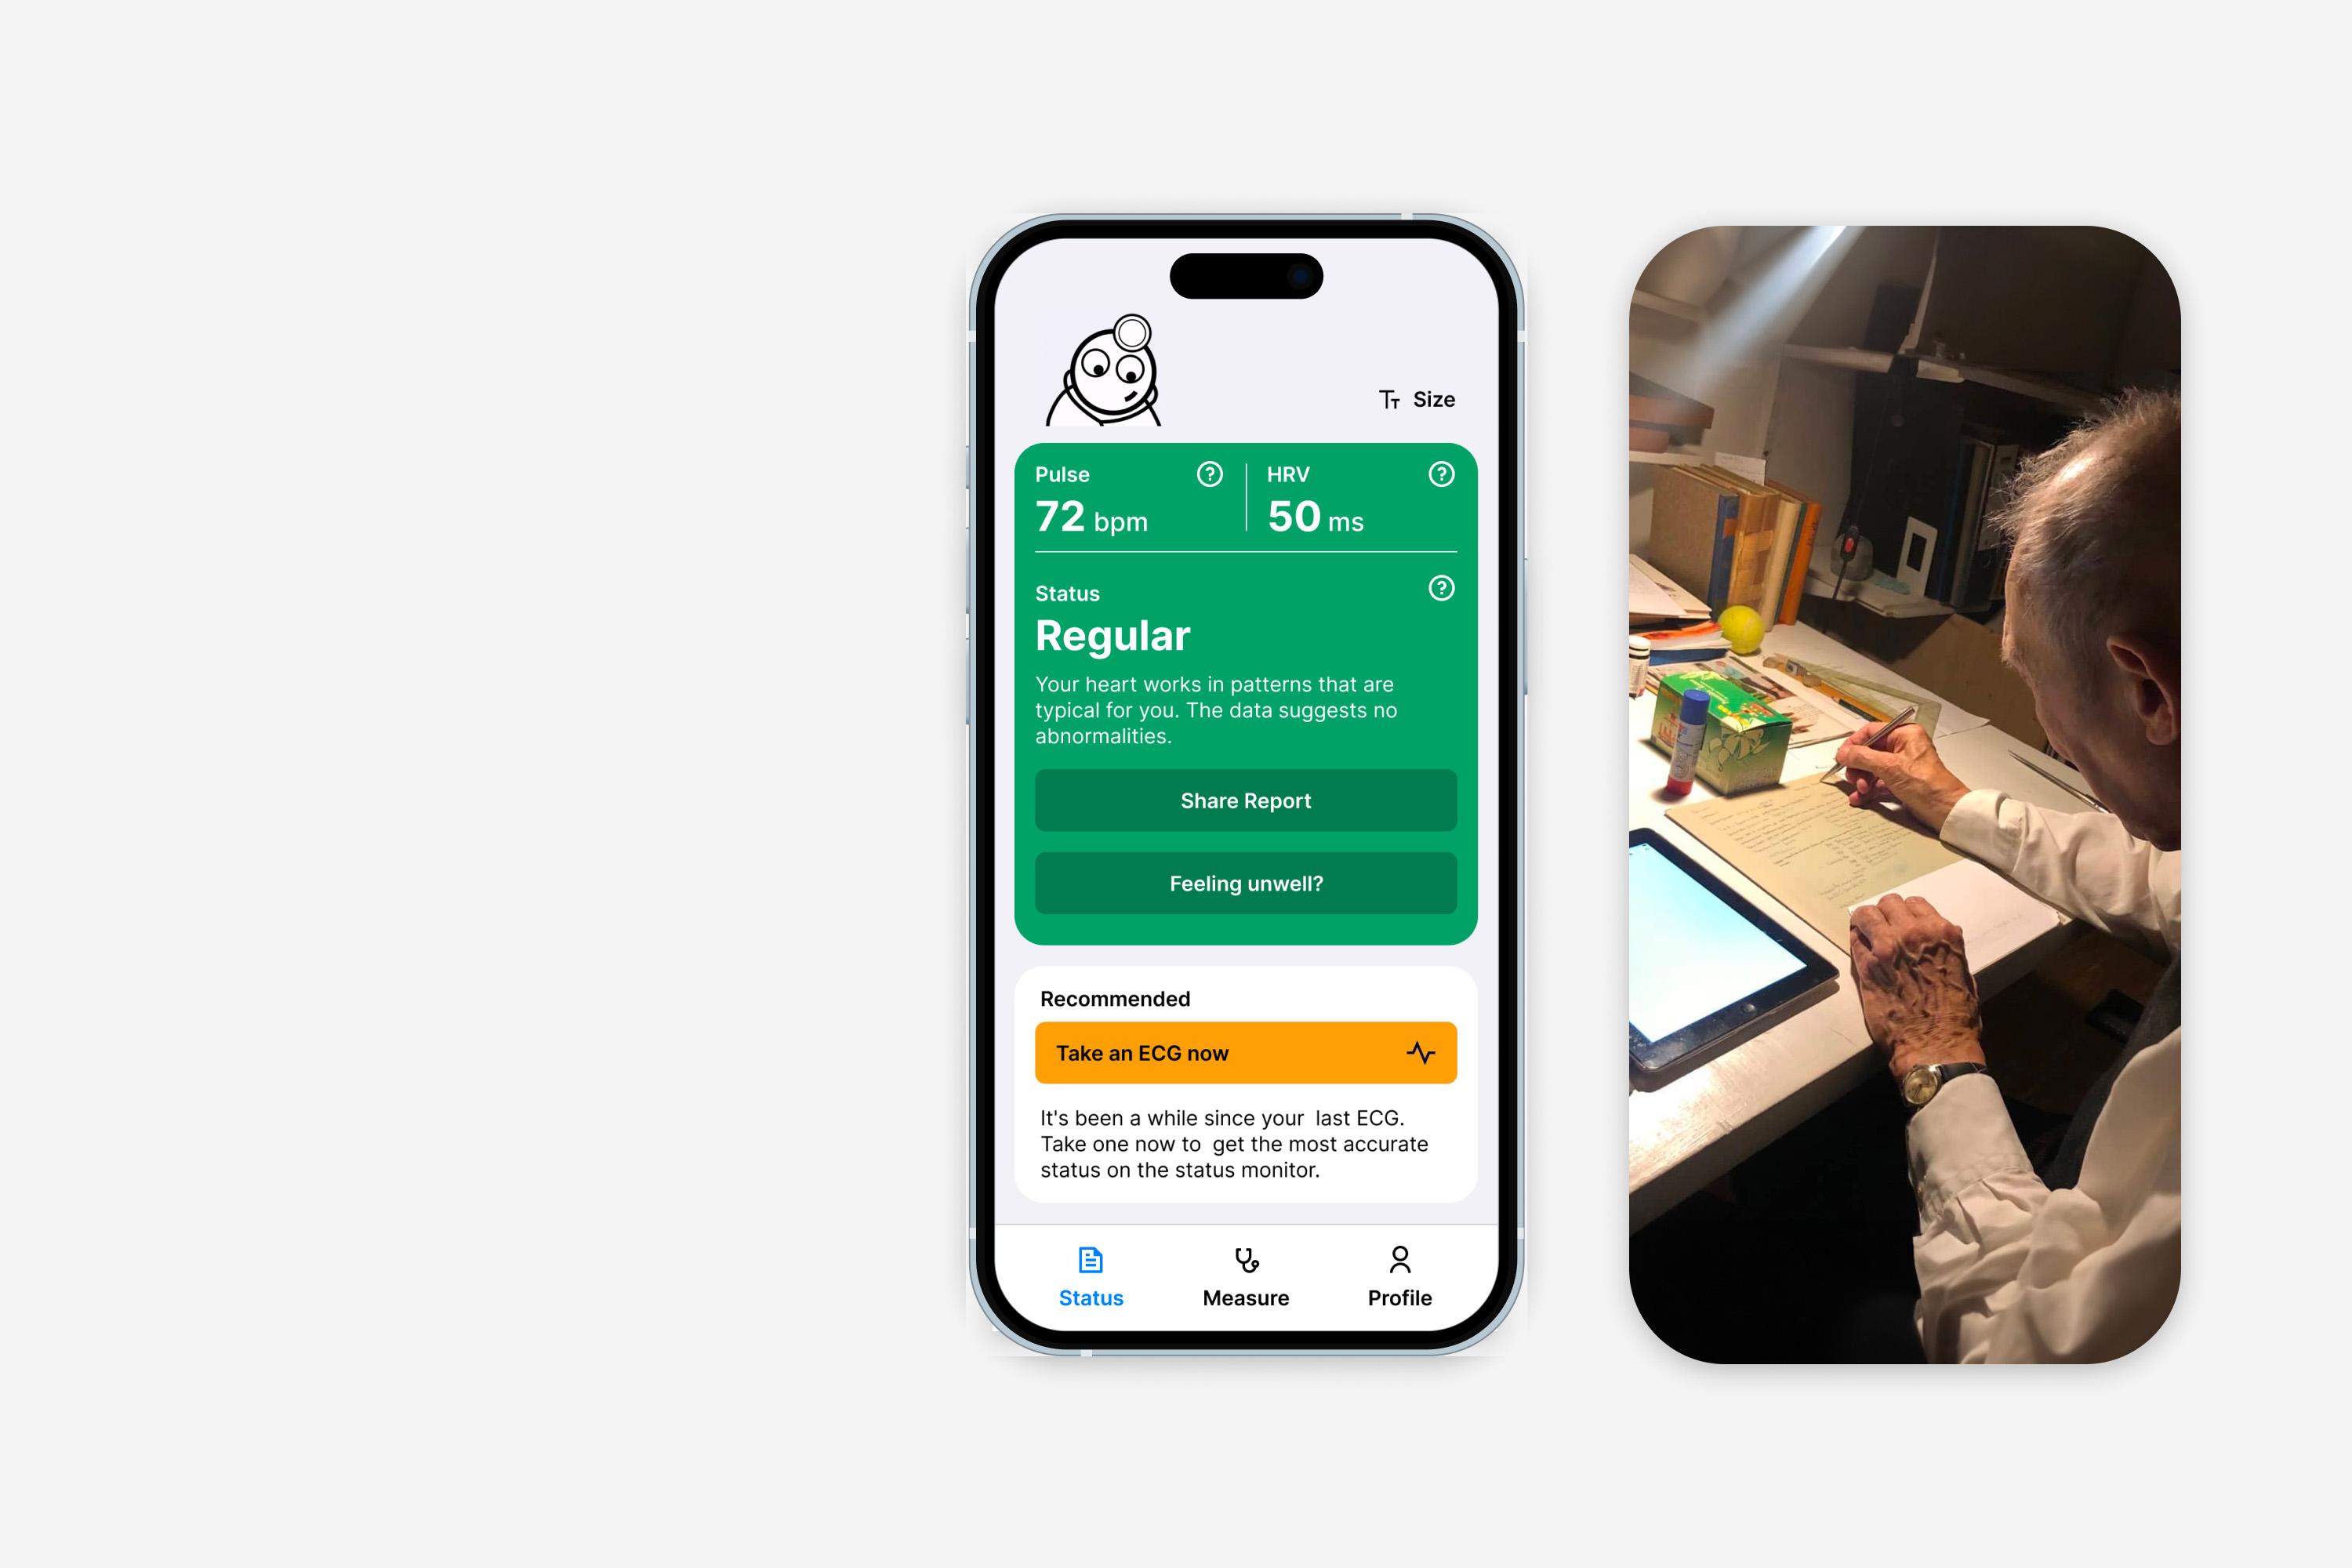 Size
Pulse
HRV
72 bpm
50 ms
Status
Regular
Your heart works in patterns that are
typical for you. The data suggests no
abnormalities.
Share Report
Feeling unwell?
Recommended
Take an ECG now
It's been a while since your  last ECG.
Take one now to  get the most accurate
status on the status monitor.
Status
Measure
Profile